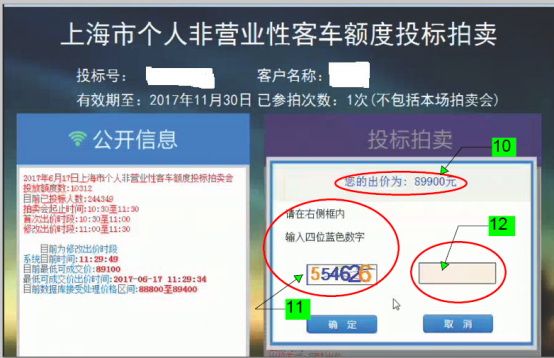 上海市个人非营业性客车额度投标拍卖
投标号：
客户名称：
有效期至：2017年11月30日 已参拍次数：1次(不包括本场拍卖会)
公开信息
2017年6月17日上海市个人非营业性客车额度投标拍卖会
投放额度数:10312
目前已投标人数:244349
拍卖会起止时间:10:30至11:30
首次出价时段:10:30至11:00
修改出价时段:11:00至11:30
目前为修改出价时段
系统目前时间:11:29:49
目前最低可成交价:89100
最低可成交价出价时间:2017-06-17 11:29:34
目前数据库接受处理价格区间:88800至89400
投标拍卖
10
您的出价为: 89900元
请在右侧框内
输入四位蓝色数字
12
554626
11
确 定
取 消